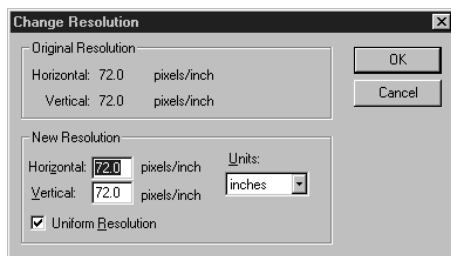 Change Resolution
Original Resolution
Horizontal: 72.0 pixels/inch
Vertical: 72.0 pixels/inch
OK
Cancel
New Resolution
Horizontal: 72.0 pixels/inch
Vertical: 72.0 pixels/inch
Units:
inches
Uniform Resolution